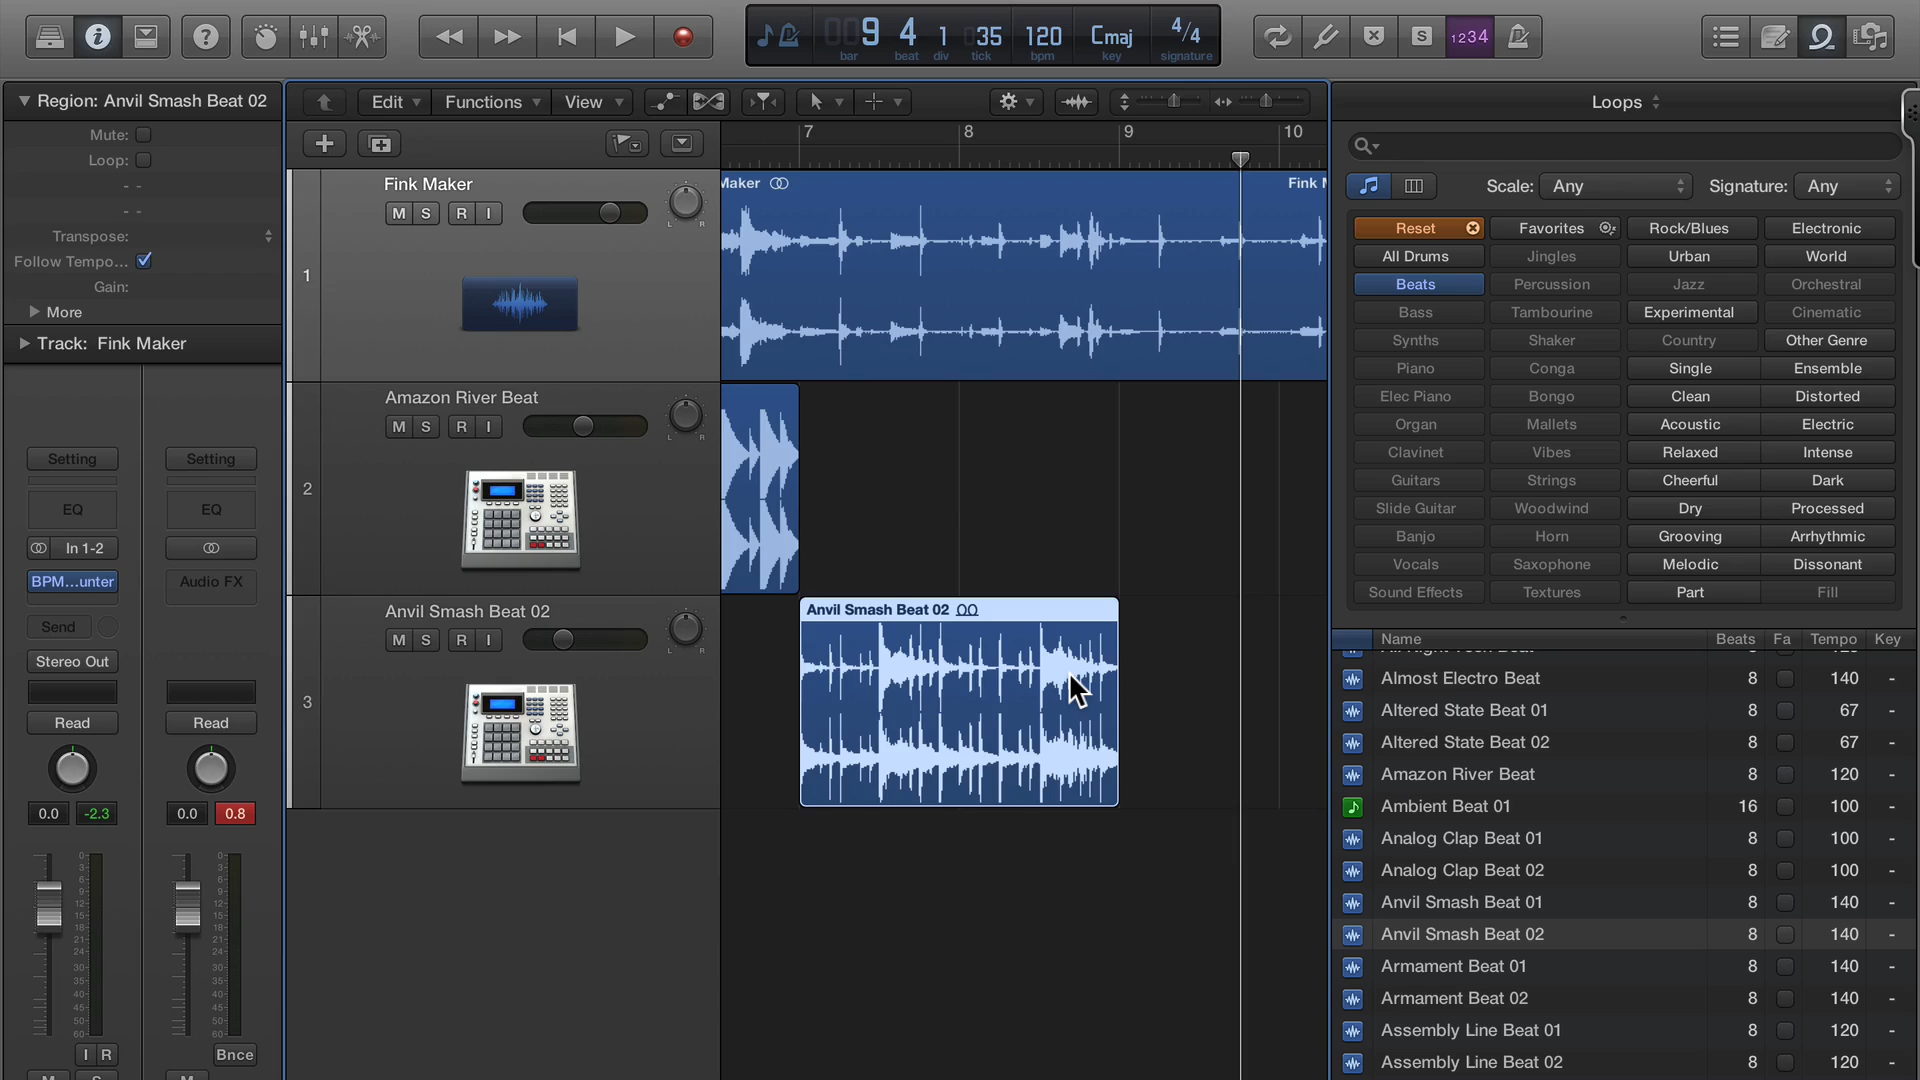 009 4 1 035 120 Cmaj 4/4
bar beat div tick bpm key signature
S 1234
Region: Anvil Smash Beat 02
Mute:
Loop:
Transpose:
Follow Tempo...
Gain:
More
Track: Fink Maker
Setting Setting
EQ EQ
In 1-2
BPM...unter Audio FX
Send
Stereo Out
Read Read
0.0 -2.3 0.0 0.8
I R Bnce
Edit Functions View
7 8 9 10
1
Fink Maker
M S R I
L R
Maker
Fink M
2
Amazon River Beat
M S R I
L R
3
Anvil Smash Beat 02
M S R I
L R
Anvil Smash Beat 02
Loops
Scale: Any Signature: Any
Reset Favorites Rock/Blues Electronic
All Drums Jingles Urban World
Beats Percussion Jazz Orchestral
Bass Tambourine Experimental Cinematic
Synths Shaker Country Other Genre
Piano Conga Single Ensemble
Elec Piano Bongo Clean Distorted
Organ Mallets Acoustic Electric
Clavinet Vibes Relaxed Intense
Guitars Strings Cheerful Dark
Slide Guitar Woodwind Dry Processed
Banjo Horn Grooving Arrhythmic
Vocals Saxophone Melodic Dissonant
Sound Effects Textures Part Fill
Name Beats Fa Tempo Key
Almost Electro Beat 8 140 -
Altered State Beat 01 8 67 -
Altered State Beat 02 8 67 -
Amazon River Beat 8 120 -
Ambient Beat 01 16 100 -
Analog Clap Beat 01 8 100 -
Analog Clap Beat 02 8 100 -
Anvil Smash Beat 01 8 140 -
Anvil Smash Beat 02 8 140 -
Armament Beat 01 8 140 -
Armament Beat 02 8 140 -
Assembly Line Beat 01 8 120 -
Assembly Line Beat 02 8 120 -